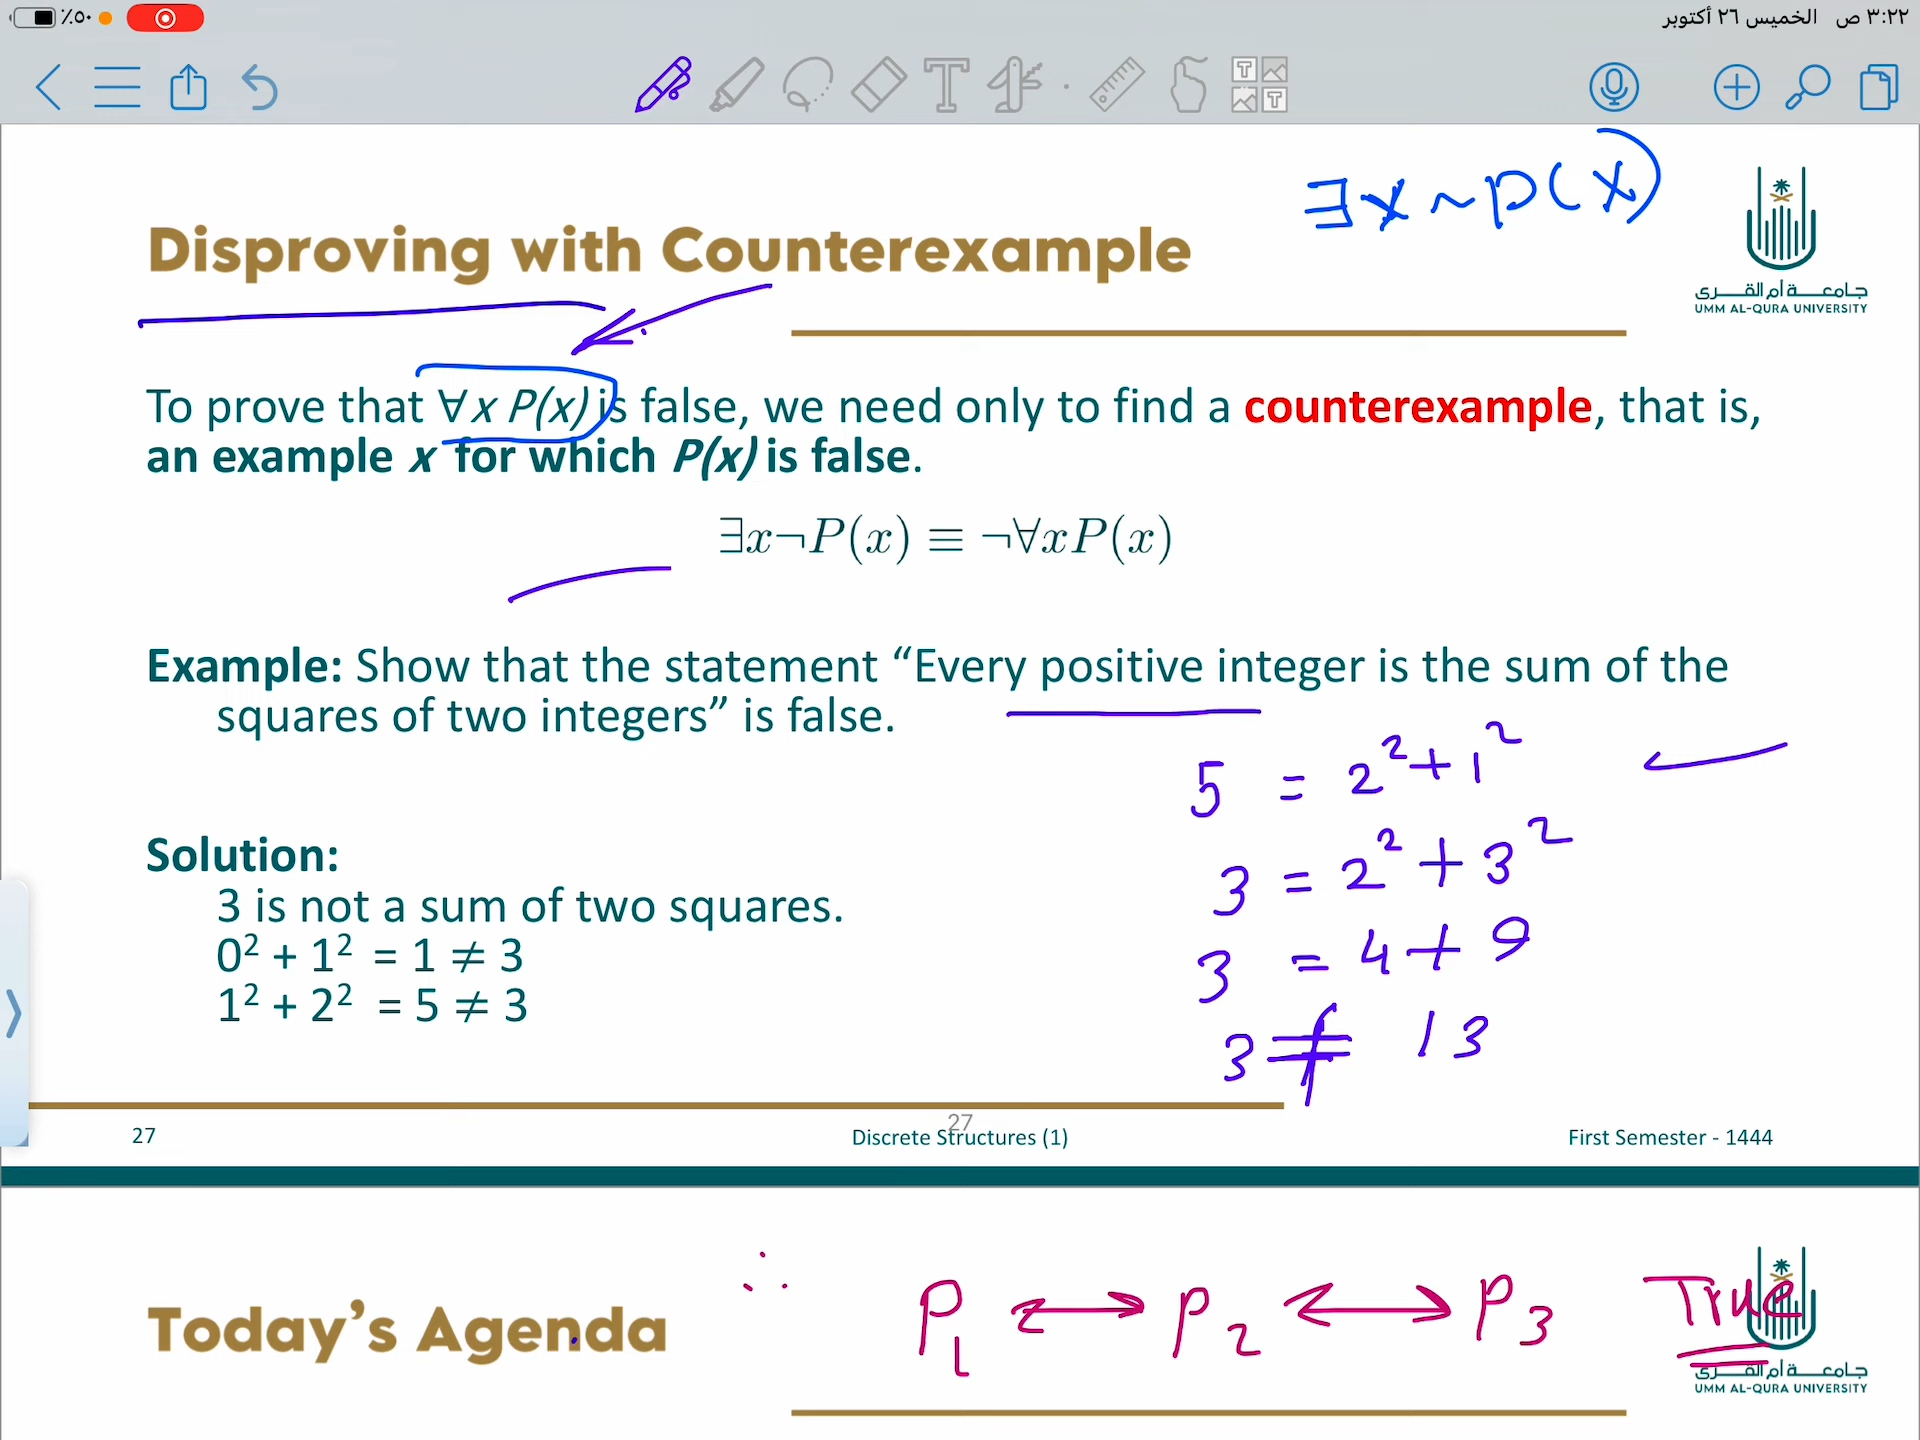 ٪٥٠
٣:٢٢ ص الخميس ٢٦ أكتوبر
∃x ~P(x)
Disproving with Counterexample
جامعة أم القرى
UMM AL-QURA UNIVERSITY
To prove that ∀x P(x) is false, we need only to find a counterexample, that is,
an example x for which P(x) is false.
∃x¬P(x) ≡ ¬∀xP(x)
Example: Show that the statement “Every positive integer is the sum of the
squares of two integers” is false.
5 = 2² + 1²
3 = 2² + 3²
3 = 4 + 9
3 ≠ 13
Solution:
3 is not a sum of two squares.
0² + 1² = 1 ≠ 3
1² + 2² = 5 ≠ 3
27
27
Discrete Structures (1)
First Semester - 1444
∴ P1 ↔ P2 ↔ P3 True
Today’s Agenda
جامعة أم القرى
UMM AL-QURA UNIVERSITY